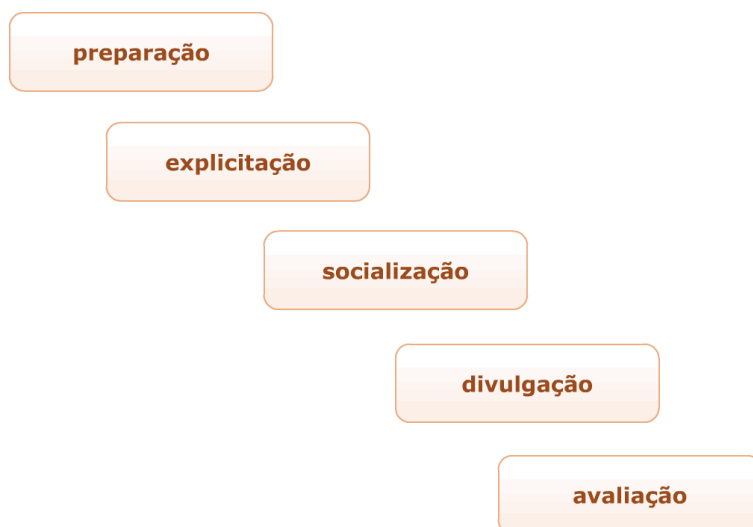 preparação
explicitação
socialização
divulgação
avaliação